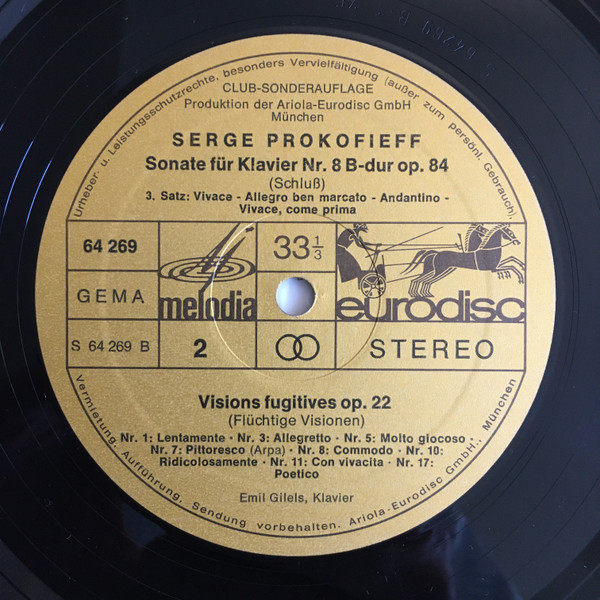 Urheber- u. Leistungsschutzrechte, besonders Vervielfältigung (außer zum persönl. Gebrauch).
CLUB-SONDERAUFLAGE
Produktion der Ariola-Eurodisc GmbH
München
SERGE PROKOFIEFF
Sonate für Klavier Nr. 8 B-dur op. 84
(Schluß)
3. Satz: Vivace - Allegro ben marcato - Andantino -
Vivace, come prima
64 269
33 1/3
GEMA
melodia
eurodisc
S 64 269 B
2
STEREO
Visions fugitives op. 22
(Flüchtige Visionen)
Nr. 1: Lentamente · Nr. 3: Allegretto · Nr. 5: Molto giocoso
Nr. 7: Pittoresco (Arpa) · Nr. 8: Commodo · Nr. 10:
Ridicolosamente · Nr. 11: Con vivacita · Nr. 17:
Poetico
Emil Gilels, Klavier
Vermietung, Aufführung, Sendung vorbehalten. Ariola-Eurodisc GmbH., München